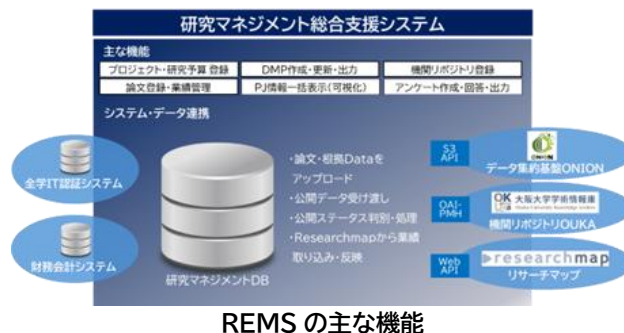 研究マネジメント総合支援システム
主な機能
プロジェクト・研究予算 登録
DMP作成・更新・出力
機関リポジトリ登録
論文登録・業績管理
PJ情報一括表示(可視化)
アンケート作成・回答・出力
システム・データ連携
全学IT認証システム
財務会計システム
研究マネジメントDB
・論文・根拠Dataを
アップロード
・公開データ受け渡し
・公開ステータス判別・処理
・Researchmapから業績
取り込み・反映
S3
API
ONION
データ集約基盤ONION
OAI-
PMH
OUKA
大阪大学学術情報庫
機関リポジトリOUKA
Web
API
researchmap
リサーチマップ
REMS の主な機能